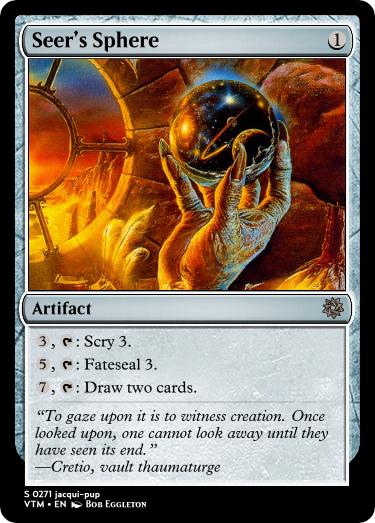 Seer's Sphere 1
Artifact
3, : Scry 3.
5, : Fateseal 3.
7, : Draw two cards.
“To gaze upon it is to witness creation. Once
looked upon, one cannot look away until they
have seen its end.”
—Cretio, vault thaumaturge
S 0271 jacqui-pup
VTM • EN Bob Eggleton